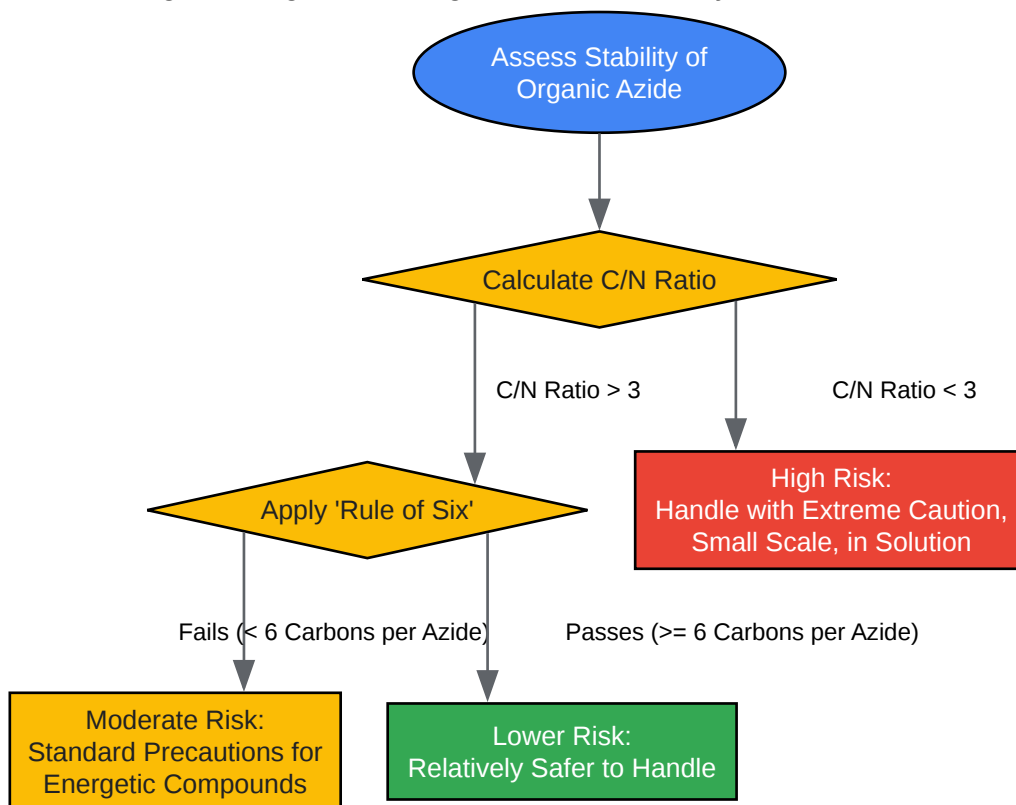 Assess Stability of
Organic Azide
Calculate C/N Ratio
C/N Ratio > 3
C/N Ratio < 3
High Risk:
Handle with Extreme Caution,
Small Scale, in Solution
Apply 'Rule of Six'
Fails (< 6 Carbons per Azide)
Passes (>= 6 Carbons per Azide)
Moderate Risk:
Standard Precautions for
Energetic Compounds
Lower Risk:
Relatively Safer to Handle